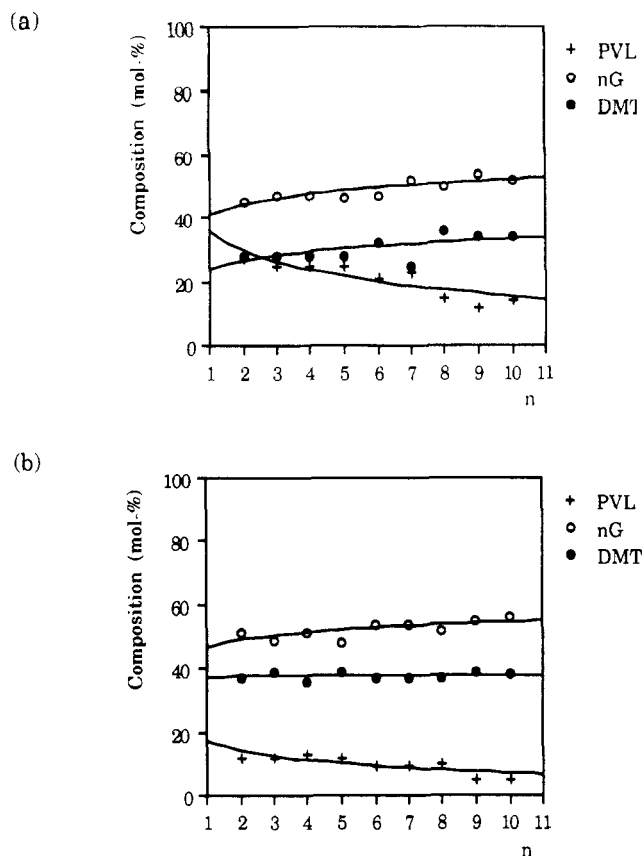 (a)
100
80
60
40
20
0
Composition (mol-%)
1 2 3 4 5 6 7 8 9 10 11
n
+ PVL
o nG
● DMT
(b)
100
80
60
40
20
0
Composition (mol-%)
1 2 3 4 5 6 7 8 9 10 11
n
+ PVL
o nG
● DMT